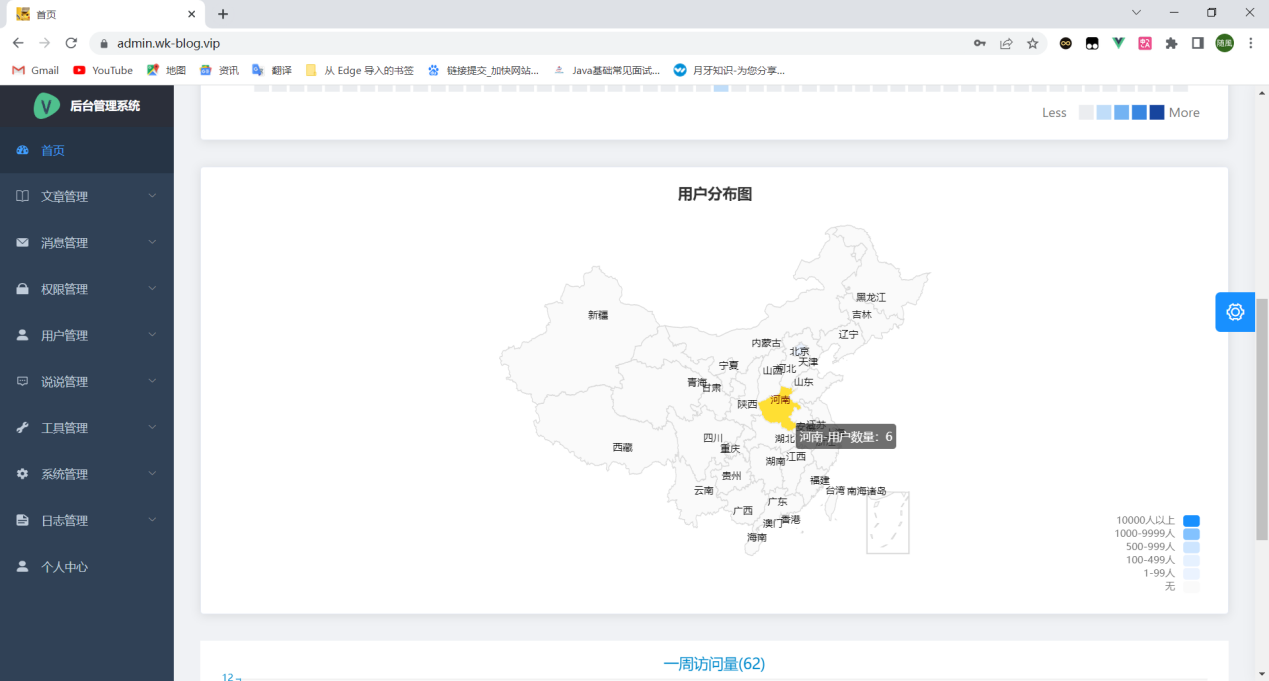 首页
admin.wk-blog.vip
随風
Gmail
YouTube
地图
资讯
翻译
从 Edge 导入的书签
链接提交_加快网站...
Java基础常见面试...
月牙知识-为您分享...
V
后台管理系统
首页
文章管理
消息管理
权限管理
用户管理
说说管理
工具管理
系统管理
日志管理
个人中心
Less
More
用户分布图
黑龙江
新疆
吉林
辽宁
内蒙古
北京
天津
宁夏
山西
河北
青海
甘肃
山东
河南
陕西
江苏
河南-用户数量：6
四川
湖北
西藏
重庆
江西
湖南
贵州
福建
云南
台湾
南海诸岛
广东
广西
香港
澳门
海南
10000人以上
1000-9999人
500-999人
100-499人
1-99人
无
一周访问量(62)
12